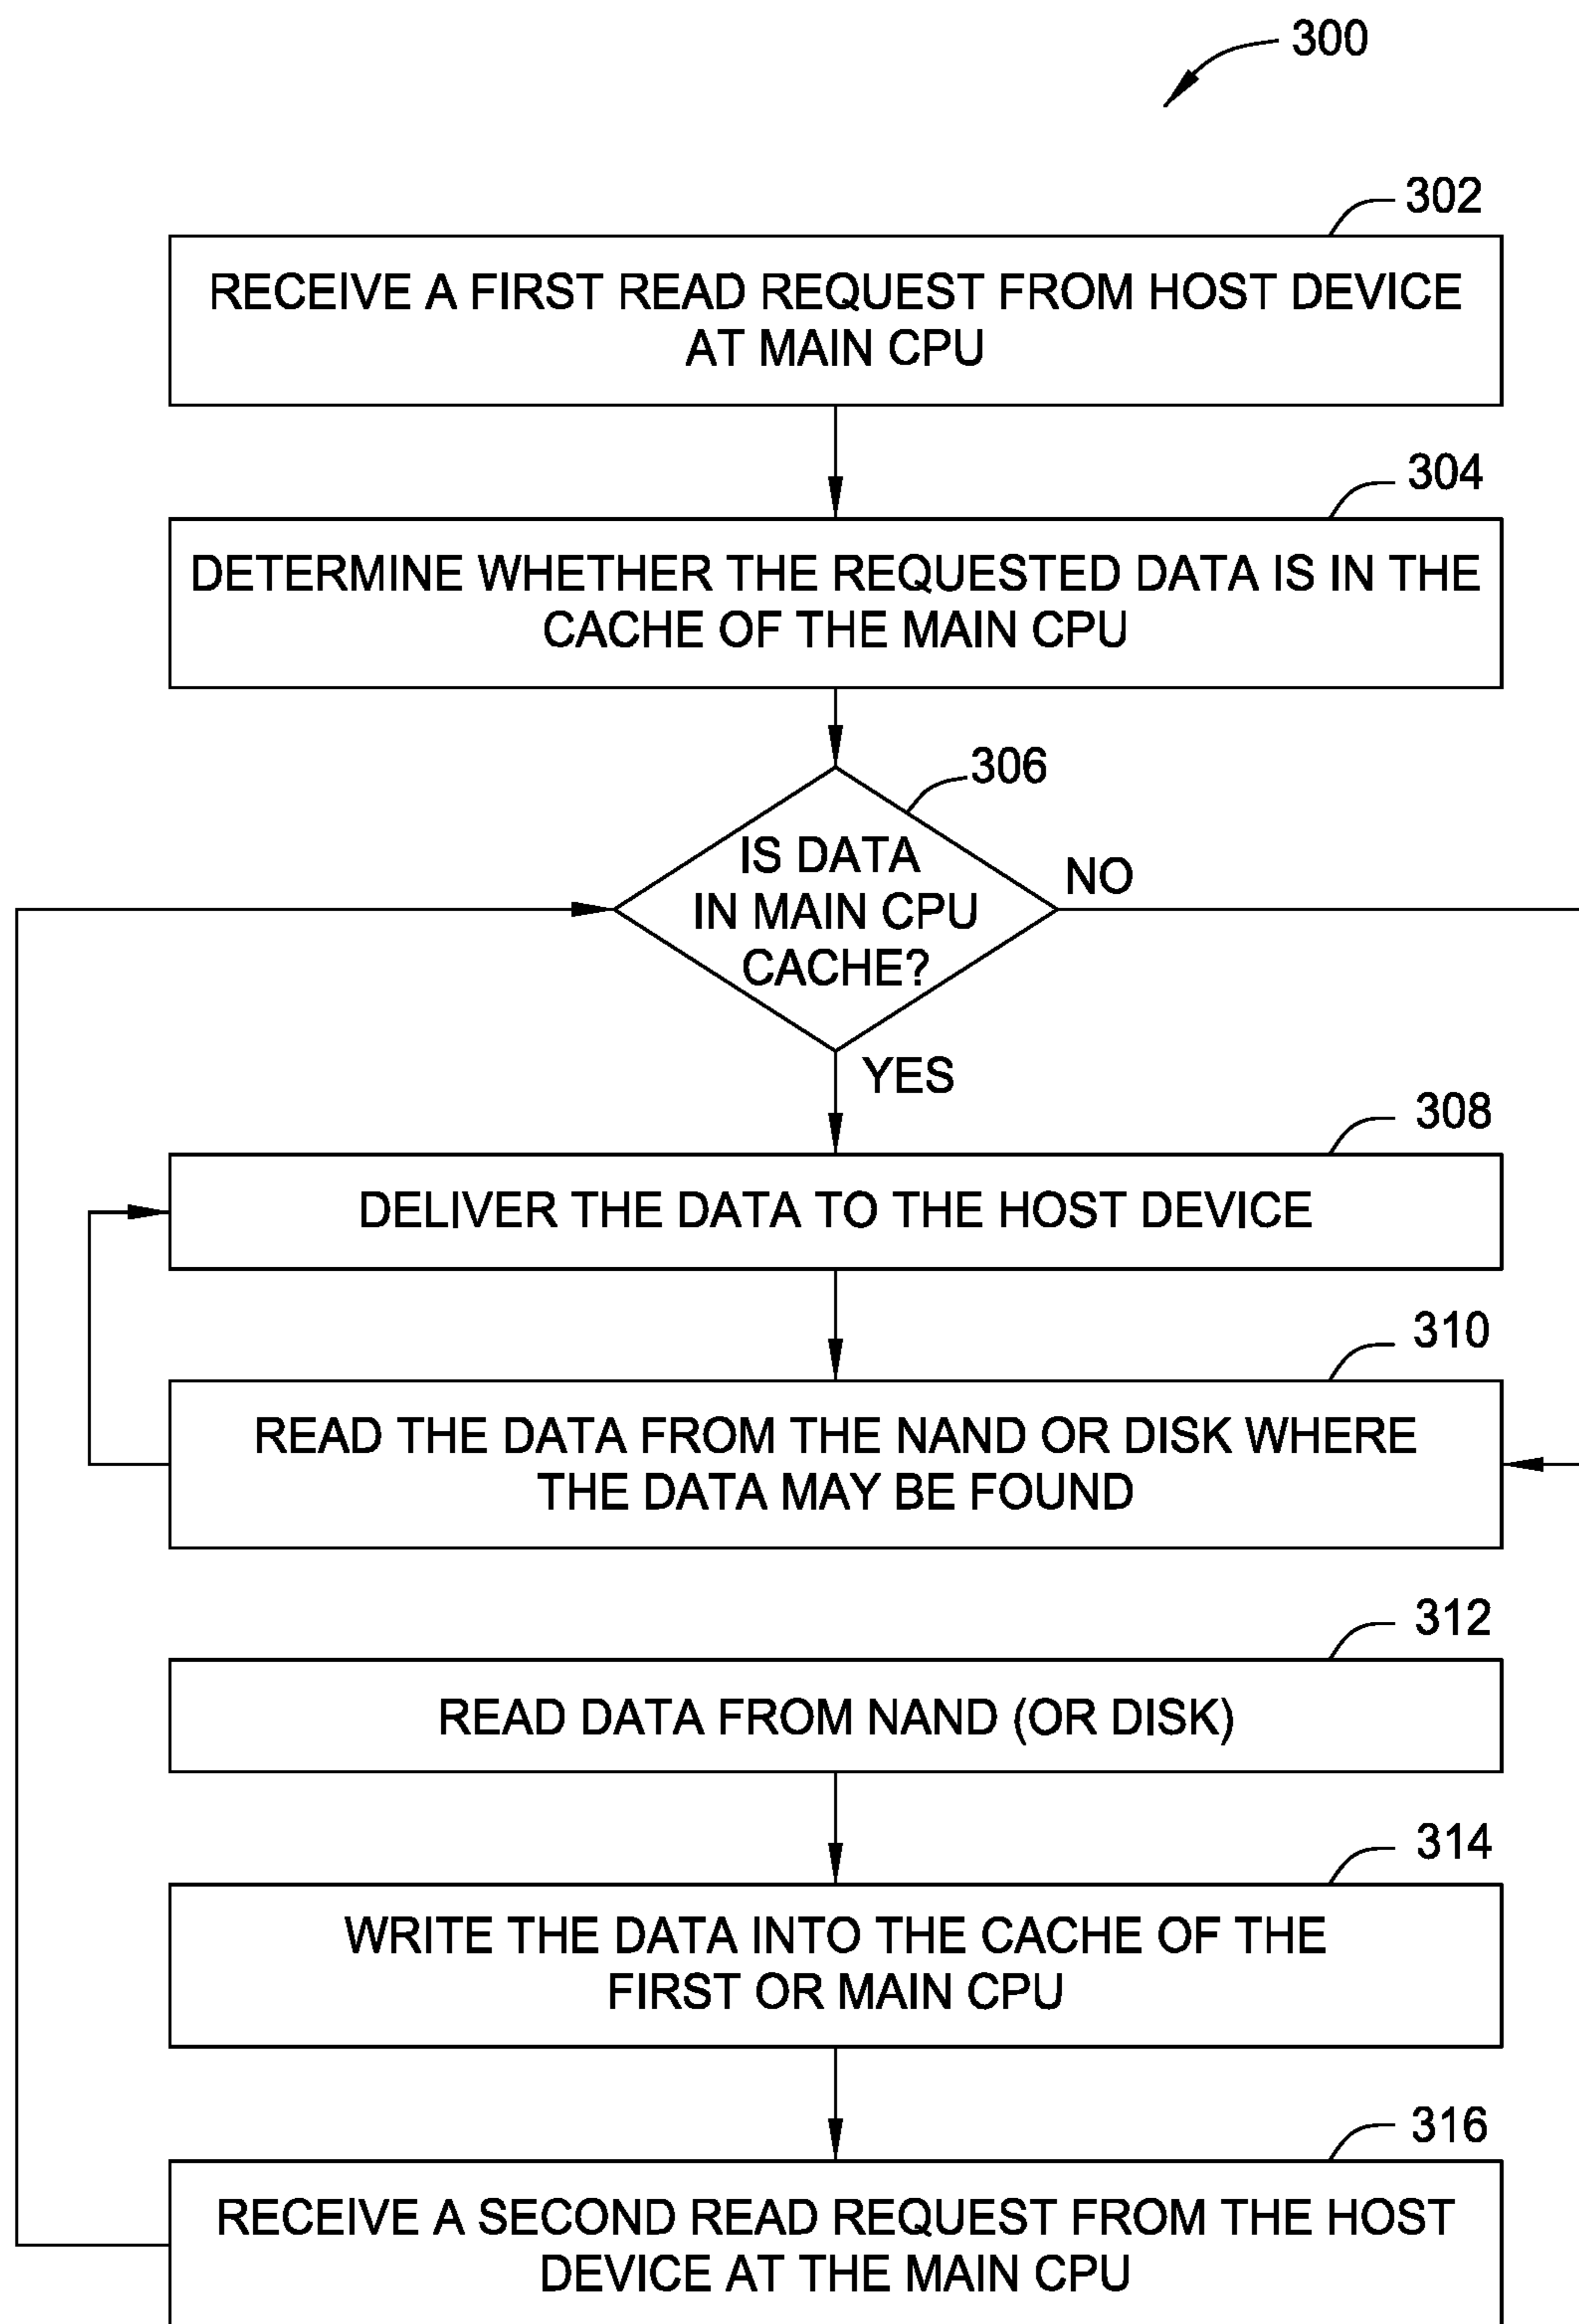 300
302
RECEIVE A FIRST READ REQUEST FROM HOST DEVICE
AT MAIN CPU
304
DETERMINE WHETHER THE REQUESTED DATA IS IN THE
CACHE OF THE MAIN CPU
306
IS DATA
IN MAIN CPU
CACHE?
NO
YES
308
DELIVER THE DATA TO THE HOST DEVICE
310
READ THE DATA FROM THE NAND OR DISK WHERE
THE DATA MAY BE FOUND
312
READ DATA FROM NAND (OR DISK)
314
WRITE THE DATA INTO THE CACHE OF THE
FIRST OR MAIN CPU
316
RECEIVE A SECOND READ REQUEST FROM THE HOST
DEVICE AT THE MAIN CPU